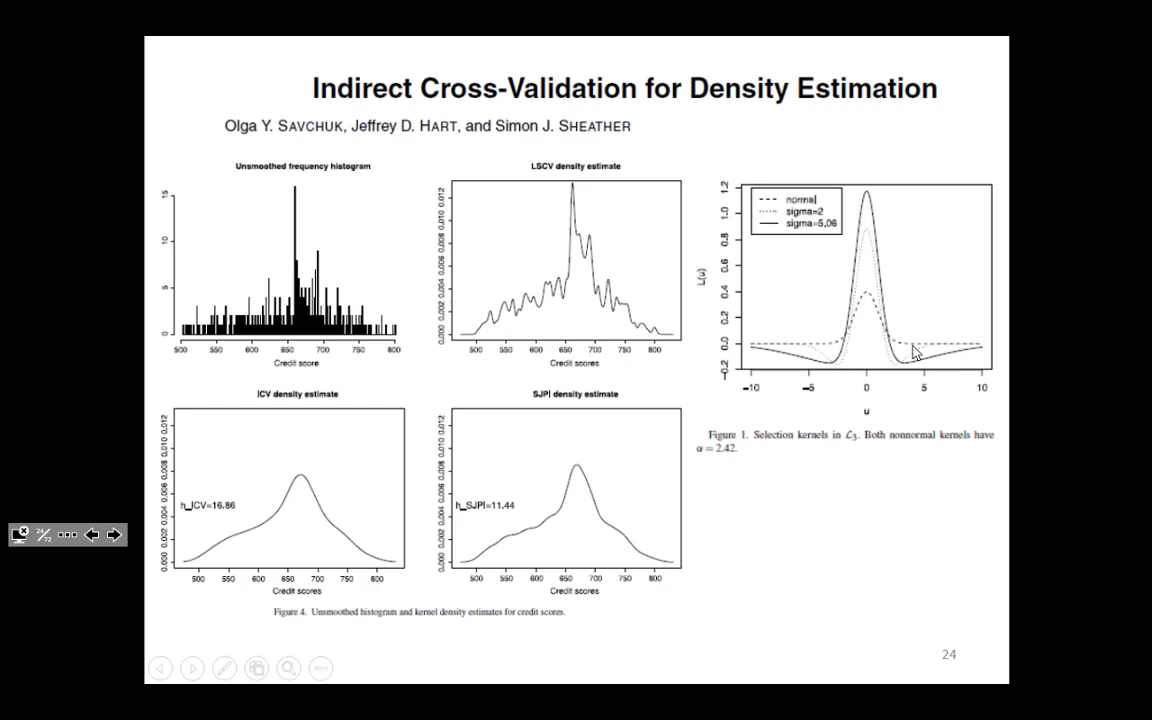 Indirect Cross-Validation for Density Estimation
Olga Y. SAVCHUK, Jeffrey D. HART, and Simon J. SHEATHER
Unsmoothed frequency histogram
15
10
5
0
500 550 600 650 700 750 800
Credit score
LSCV density estimate
0.012
0.010
0.008
0.006
0.004
0.002
0.000
500 550 600 650 700 750 800
Credit scores
normal
sigma=2
sigma=5,06
L(u)
1.2
1.0
0.8
0.6
0.4
0.2
0.0
−0.2
−10 −5 0 5 10
u
Figure 1. Selection kernels in ℒ₃. Both nonnormal kernels have
α = 2.42.
ICV density estimate
0.012
0.010
0.008
0.006
0.004
0.002
0.000
h_ICV=16.86
500 550 600 650 700 750 800
Credit scores
SJPI density estimate
0.012
0.010
0.008
0.006
0.004
0.002
0.000
h_SJPI=11.44
500 550 600 650 700 750 800
Credit scores
Figure 4. Unsmoothed histogram and kernel density estimates for credit scores.
24/72
24